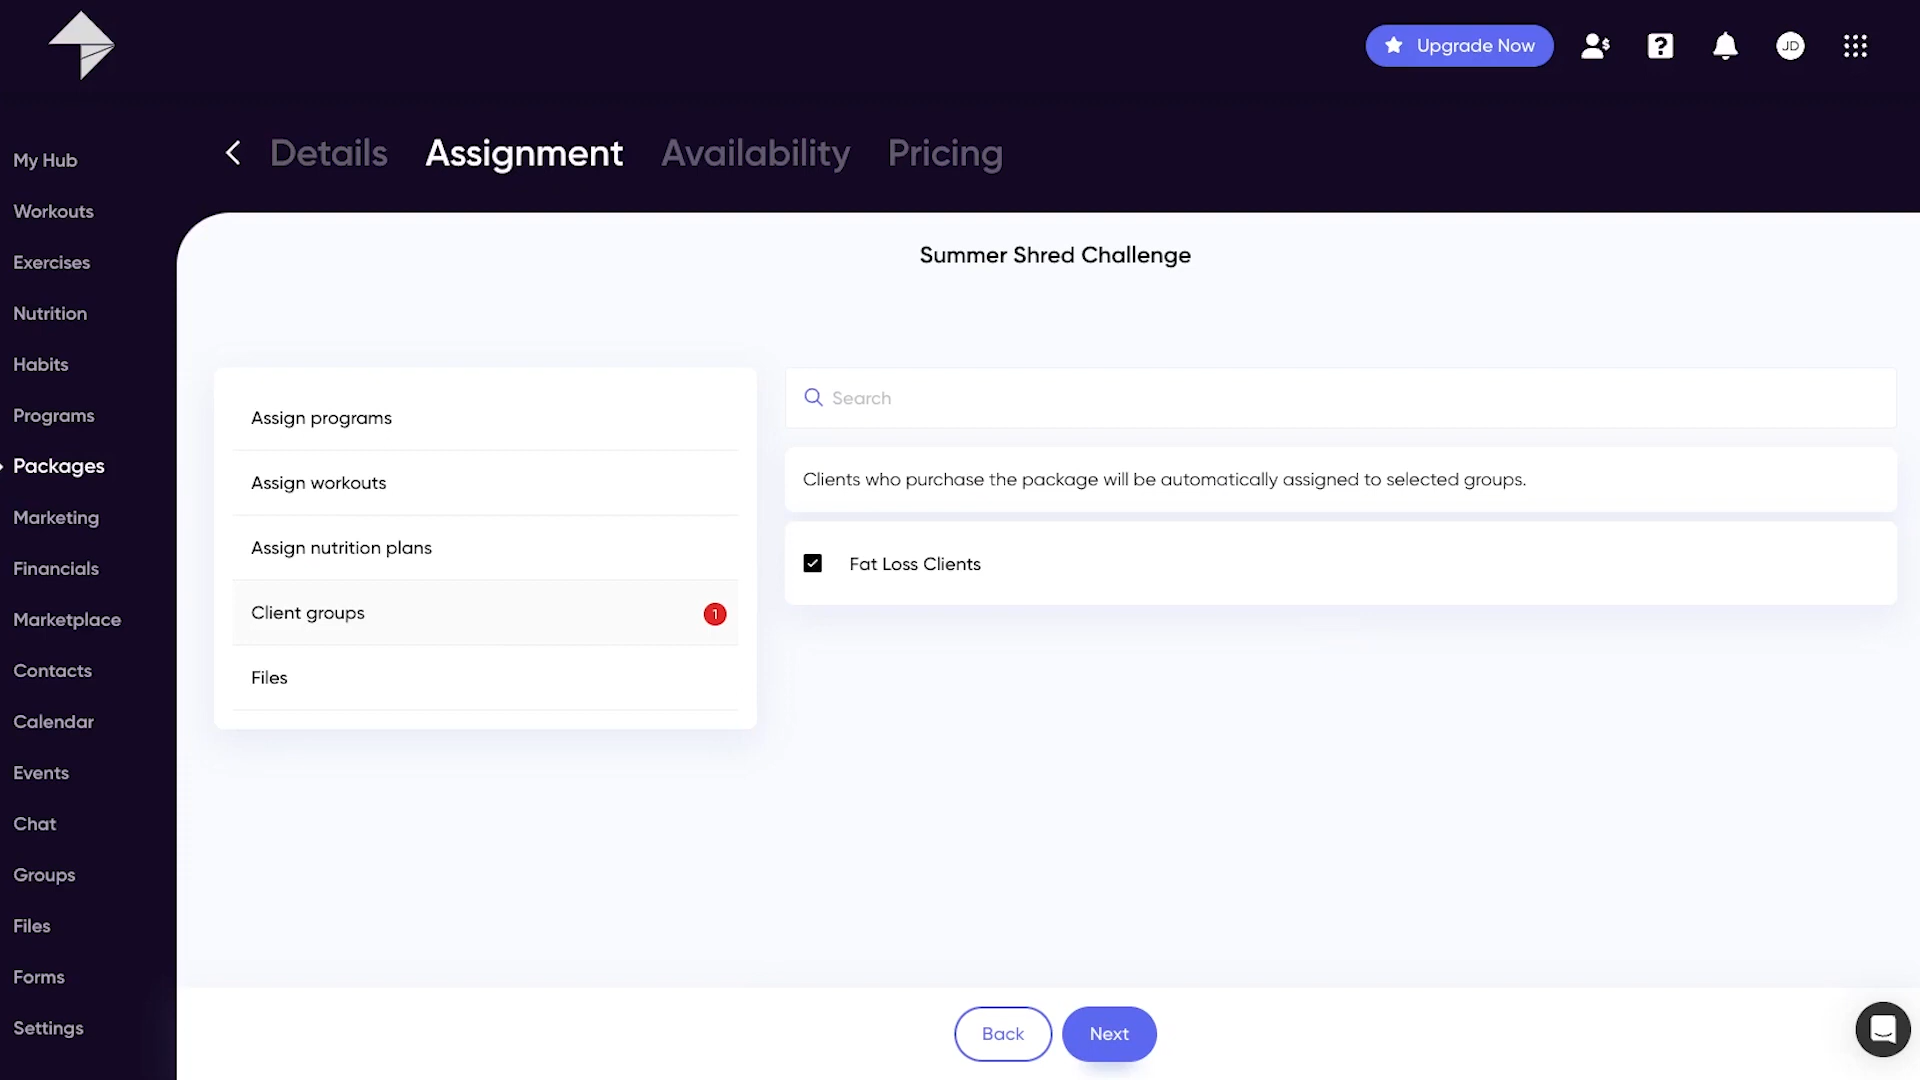 Upgrade Now
JD
Details
Assignment
Availability
Pricing
My Hub
Workouts
Exercises
Nutrition
Habits
Programs
Packages
Marketing
Financials
Marketplace
Contacts
Calendar
Events
Chat
Groups
Files
Forms
Settings
Summer Shred Challenge
Assign programs
Assign workouts
Assign nutrition plans
Client groups
1
Files
Search
Clients who purchase the package will be automatically assigned to selected groups.
Fat Loss Clients
Back
Next